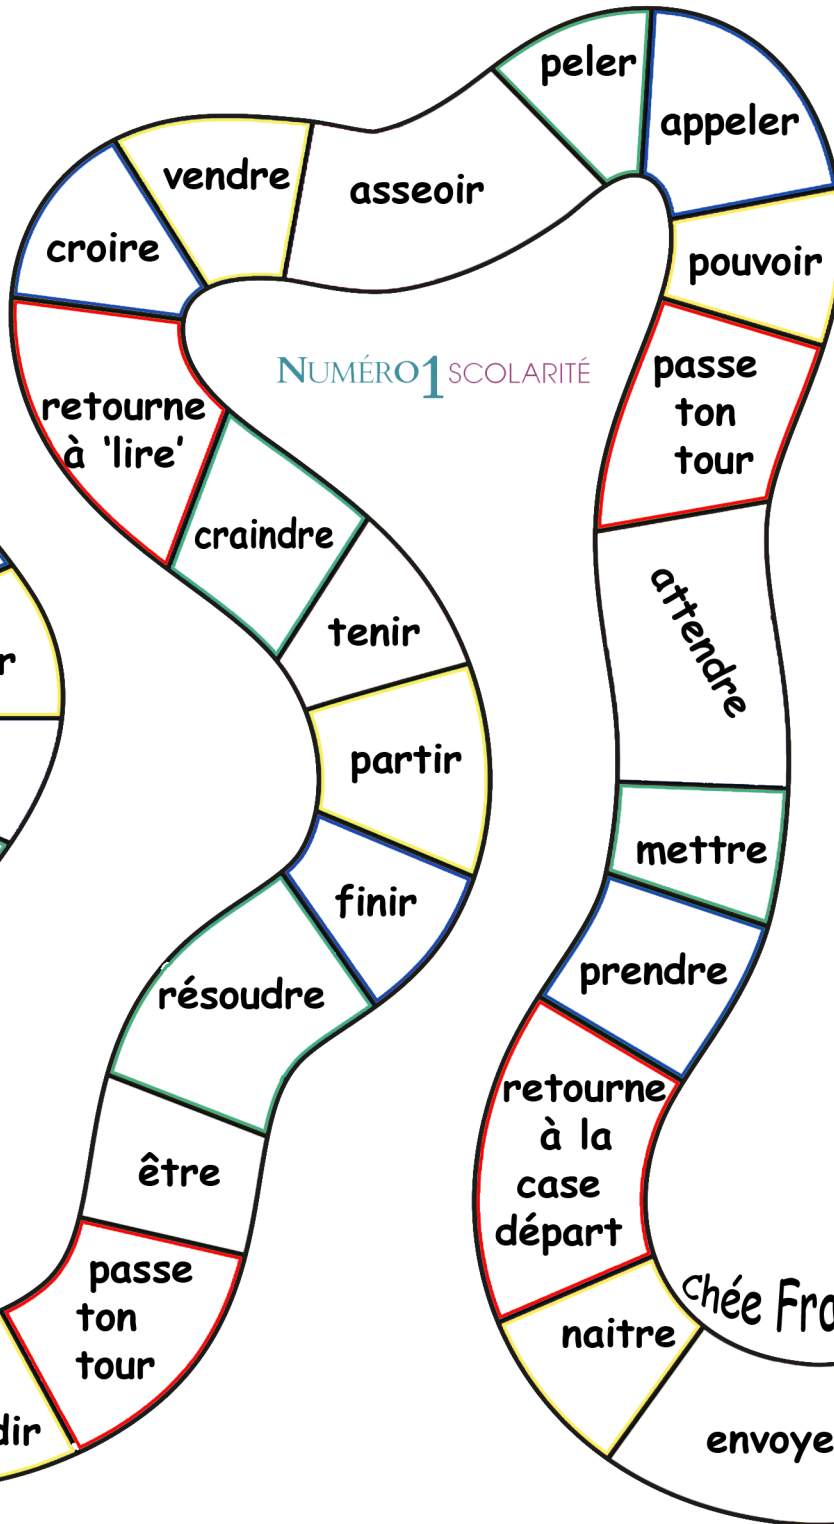 peler
appeler
vendre
asseoir
croire
pouvoir
NUMÉRO1 SCOLARITÉ
passe
ton
tour
retourne
à 'lire'
craindre
attendre
tenir
r
partir
mettre
finir
prendre
résoudre
retourne
à la
case
départ
être
passe
ton
tour
chée Fra
naitre
dir
envoye